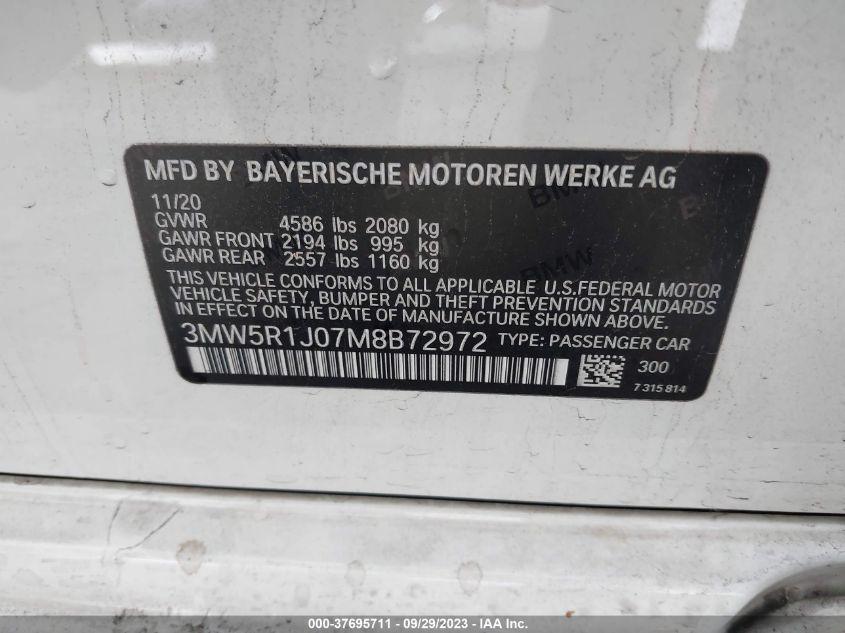 MFD BY BAYERISCHE MOTOREN WERKE AG
11/20
GVWR 4586 lbs 2080 kg
GAWR FRONT 2194 lbs 995 kg
GAWR REAR 2557 lbs 1160 kg
THIS VEHICLE CONFORMS TO ALL APPLICABLE U.S.FEDERAL MOTOR
VEHICLE SAFETY, BUMPER AND THEFT PREVENTION STANDARDS
IN EFFECT ON THE DATE OF MANUFACTURE SHOWN ABOVE.
3MW5R1J07M8B72972 TYPE: PASSENGER CAR
300
7 315 814
000-37695711 - 09/29/2023 - IAAI.com